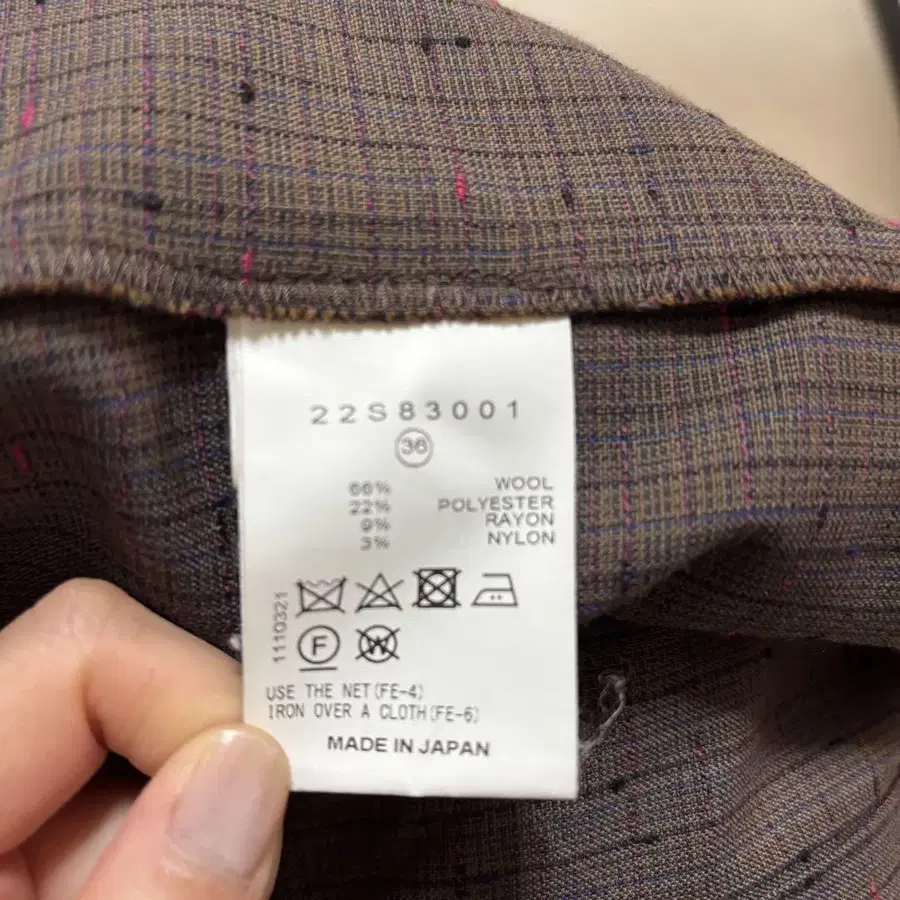 22S83001
36
66% WOOL
22% POLYESTER
9% RAYON
3% NYLON
1110321
F
W
USE THE NET(FE-4)
IRON OVER A CLOTH(FE-6)
MADE IN JAPAN